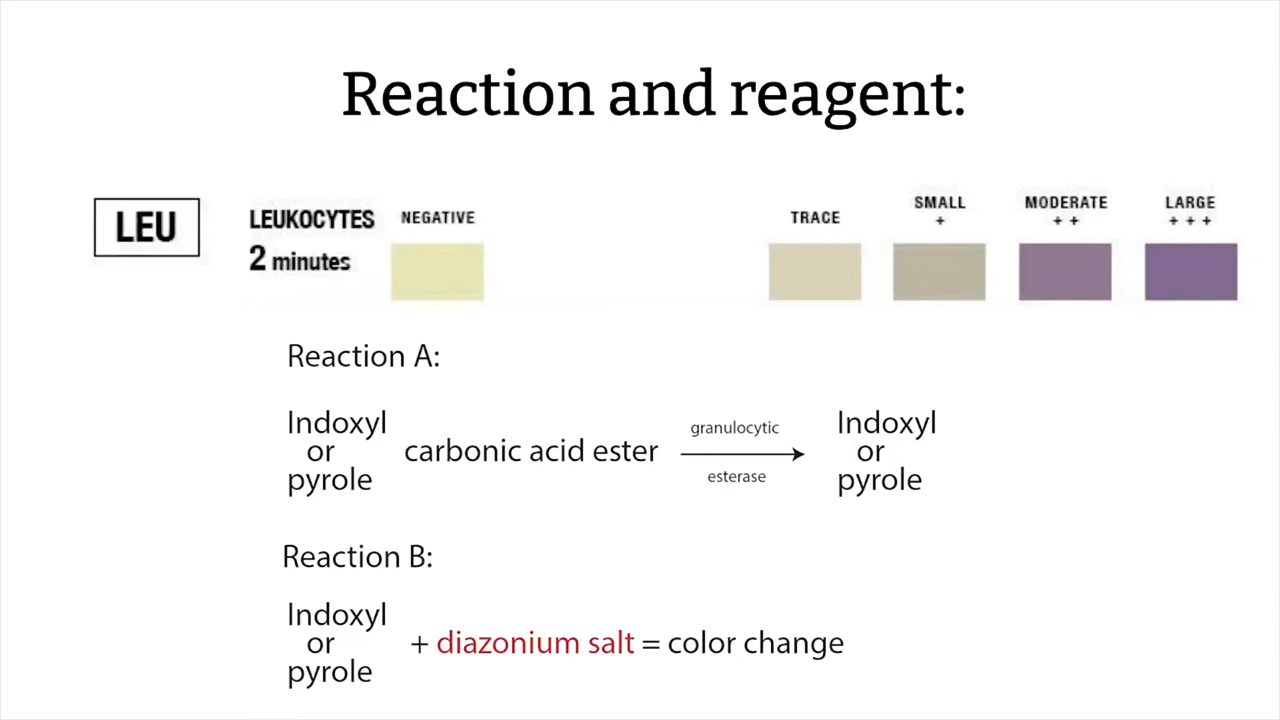 Reaction and reagent:
LEU
LEUKOCYTES
2 minutes
NEGATIVE
TRACE
SMALL
+
MODERATE
+ +
LARGE
+ + +
Reaction A:
Indoxyl
or
pyrole
carbonic acid ester
granulocytic
esterase
Indoxyl
or
pyrole
Reaction B:
Indoxyl
or
pyrole
+ diazonium salt = color change